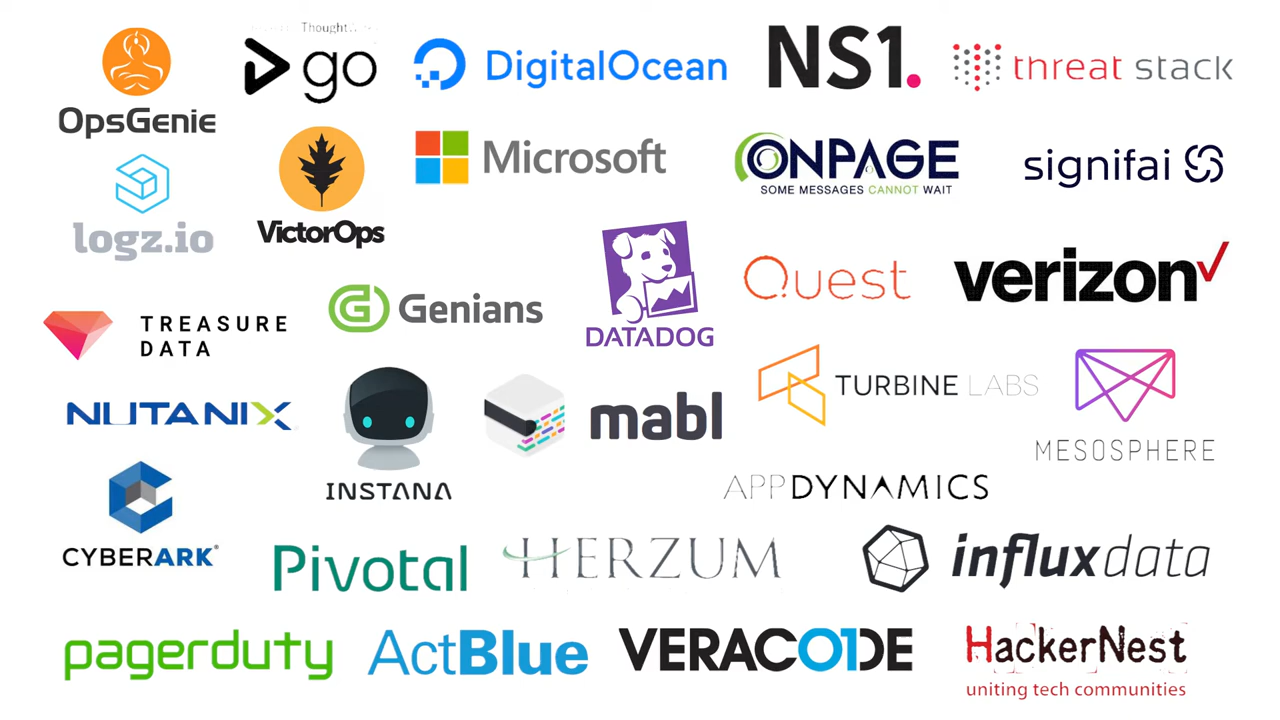 Thought
OpsGenie
go
DigitalOcean
NS1.
threat stack
logz.io
VictorOps
Microsoft
ONPAGE
SOME MESSAGES CANNOT WAIT
signifai
TREASURE
DATA
Genians
DATADOG
Quest
verizon
NUTANIX
INSTANA
mabl
TURBINE LABS
MESOSPHERE
CYBERARK®
APPDYNAMICS
Pivotal
HERZUM
influxdata
pagerduty
ActBlue
VERACODE
HackerNest
uniting tech communities